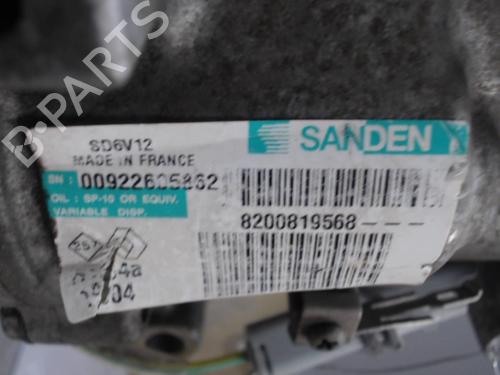 SANDEN
SD6V12
MADE IN FRANCE
SN : 00922605862
OIL : SP-10 OR EQUIV.
VARIABLE DISP.
8200819568- - -
B-PARTS